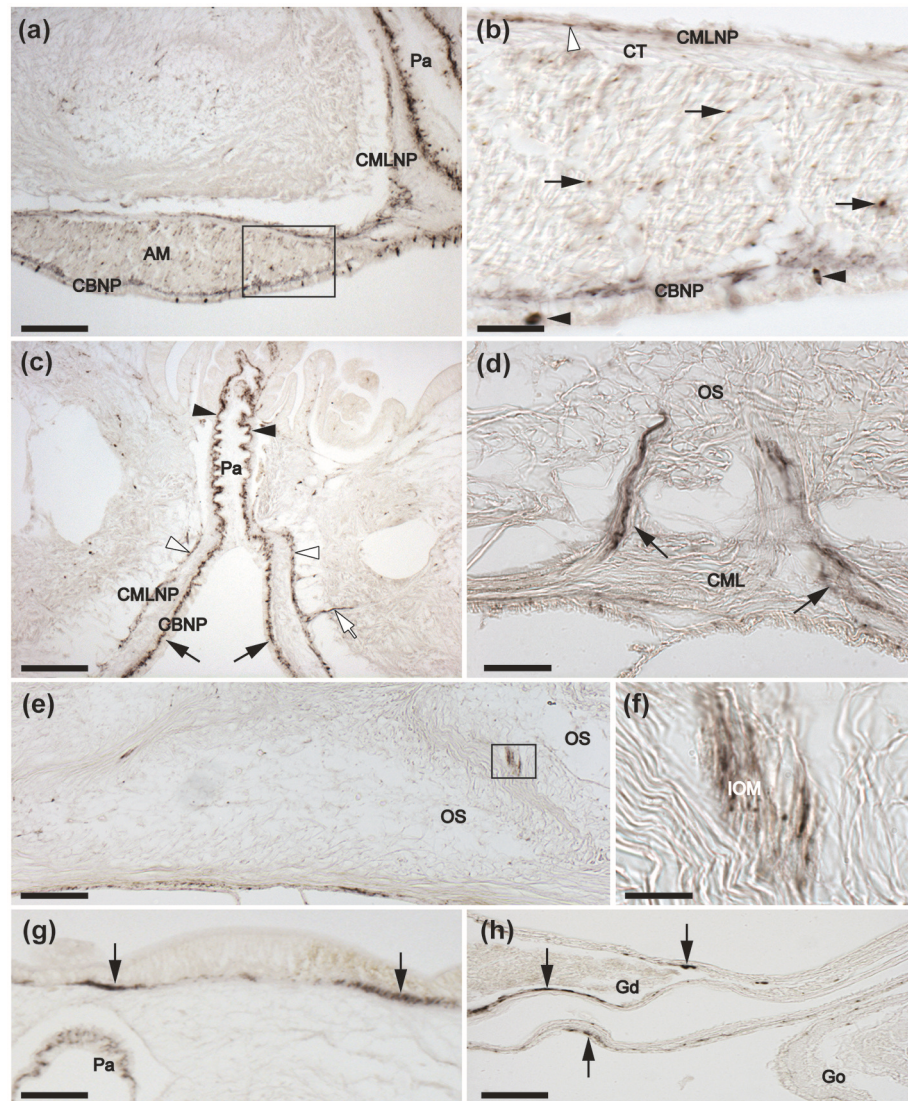 (a)
Pa
CMLNP
AM
CBNP
(b)
CMLNP
CT
CBNP
(c)
Pa
CMLNP
CBNP
(d)
OS
CML
(e)
OS
OS
(f)
IOM
(g)
Pa
(h)
Gd
Go